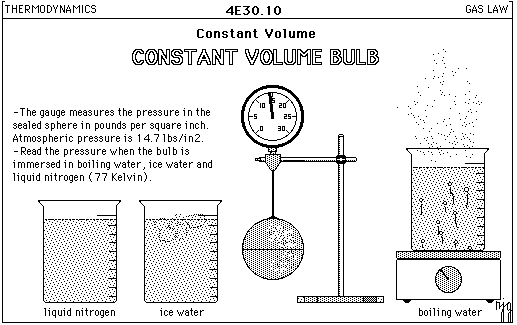 THERMODYNAMICS 4E30.10 GAS LAW
Constant Volume
CONSTANT VOLUME BULB
-The gauge measures the pressure in the
sealed sphere in pounds per square inch.
Atmospheric pressure is 14.7 lbs/in2.
-Read the pressure when the bulb is
immersed in boiling water, ice water and
liquid nitrogen (77 Kelvin).
0 5 10 15 20 25 30
liquid nitrogen ice water boiling water